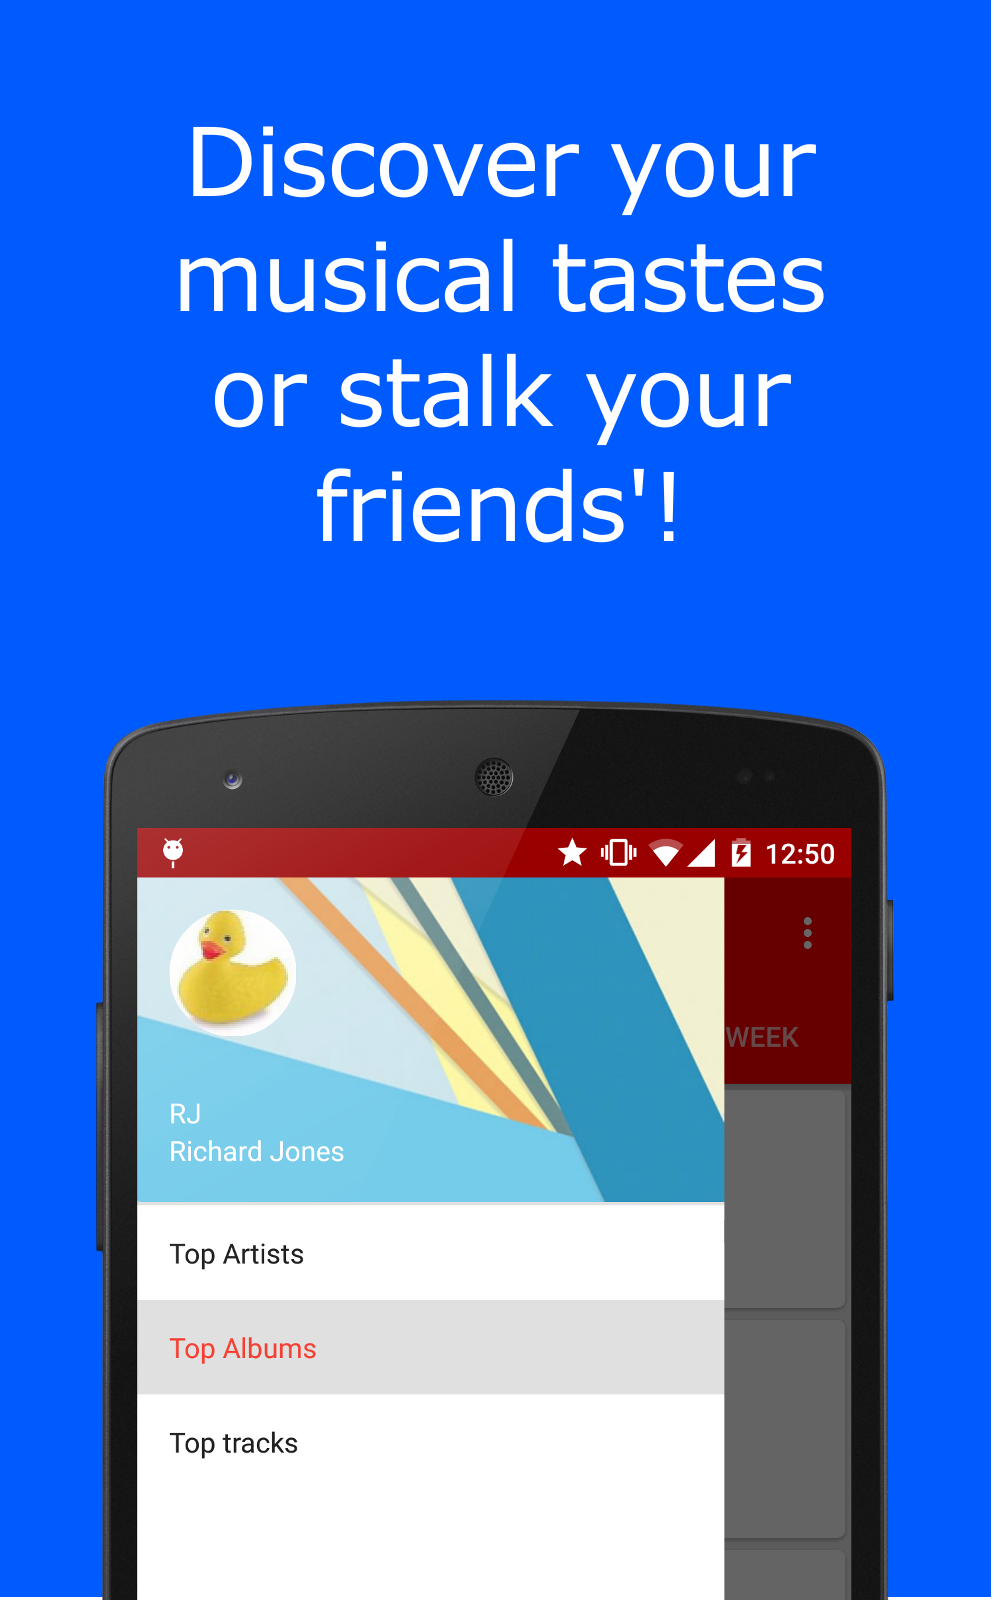 Discover your
musical tastes
or stalk your
friends'!
12:50
WEEK
RJ
Richard Jones
Top Artists
Top Albums
Top tracks